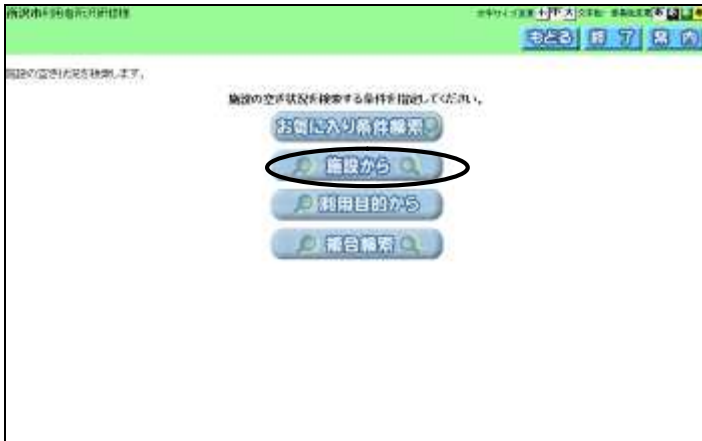 もどる 終了 案内
施設の空き状況を検索します。
施設の空き状況を検索する条件を指定してください。
お気に入り条件検索
施設から
利用目的から
複合検索